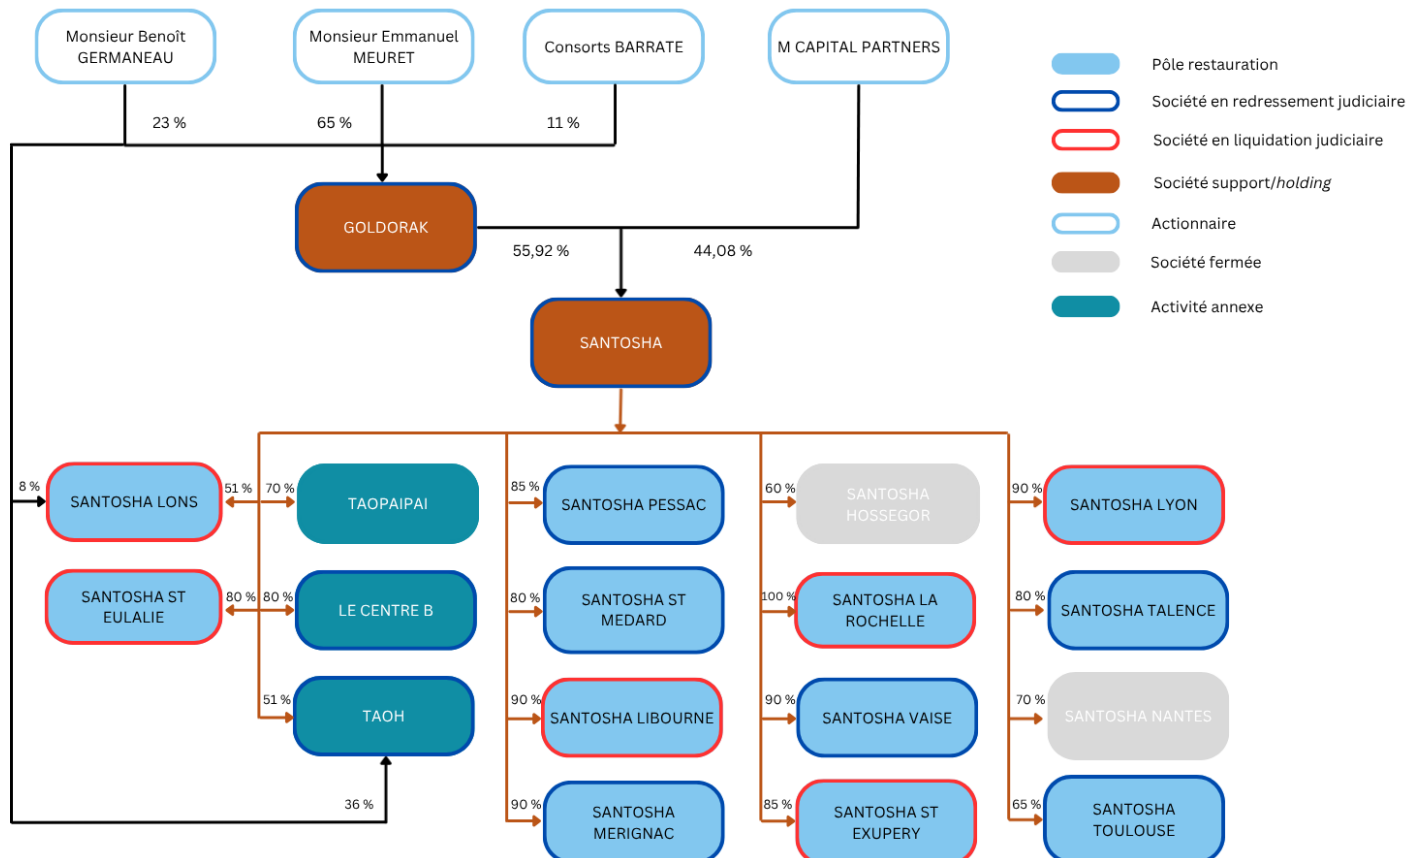 Monsieur Benoît
GERMANEAU
Monsieur Emmanuel
MEURET
Consorts BARRATE
M CAPITAL PARTNERS
23 %
65 %
11 %
GOLDORAK
55,92 %
44,08 %
SANTOSHA
Pôle restauration
Société en redressement judiciaire
Société en liquidation judiciaire
Société support/holding
Actionnaire
Société fermée
Activité annexe
8 %
SANTOSHA LONS
51 %
70 %
TAOPAIPAI
85 %
SANTOSHA PESSAC
60 %
SANTOSHA
HOSSEGOR
90 %
SANTOSHA LYON
SANTOSHA ST
EULALIE
80 %
80 %
LE CENTRE B
80 %
SANTOSHA ST
MEDARD
100 %
SANTOSHA LA
ROCHELLE
80 %
SANTOSHA TALENCE
51 %
TAOH
90 %
SANTOSHA LIBOURNE
90 %
SANTOSHA VAISE
70 %
SANTOSHA NANTES
36 %
90 %
SANTOSHA
MERIGNAC
85 %
SANTOSHA ST
EXUPERY
65 %
SANTOSHA
TOULOUSE